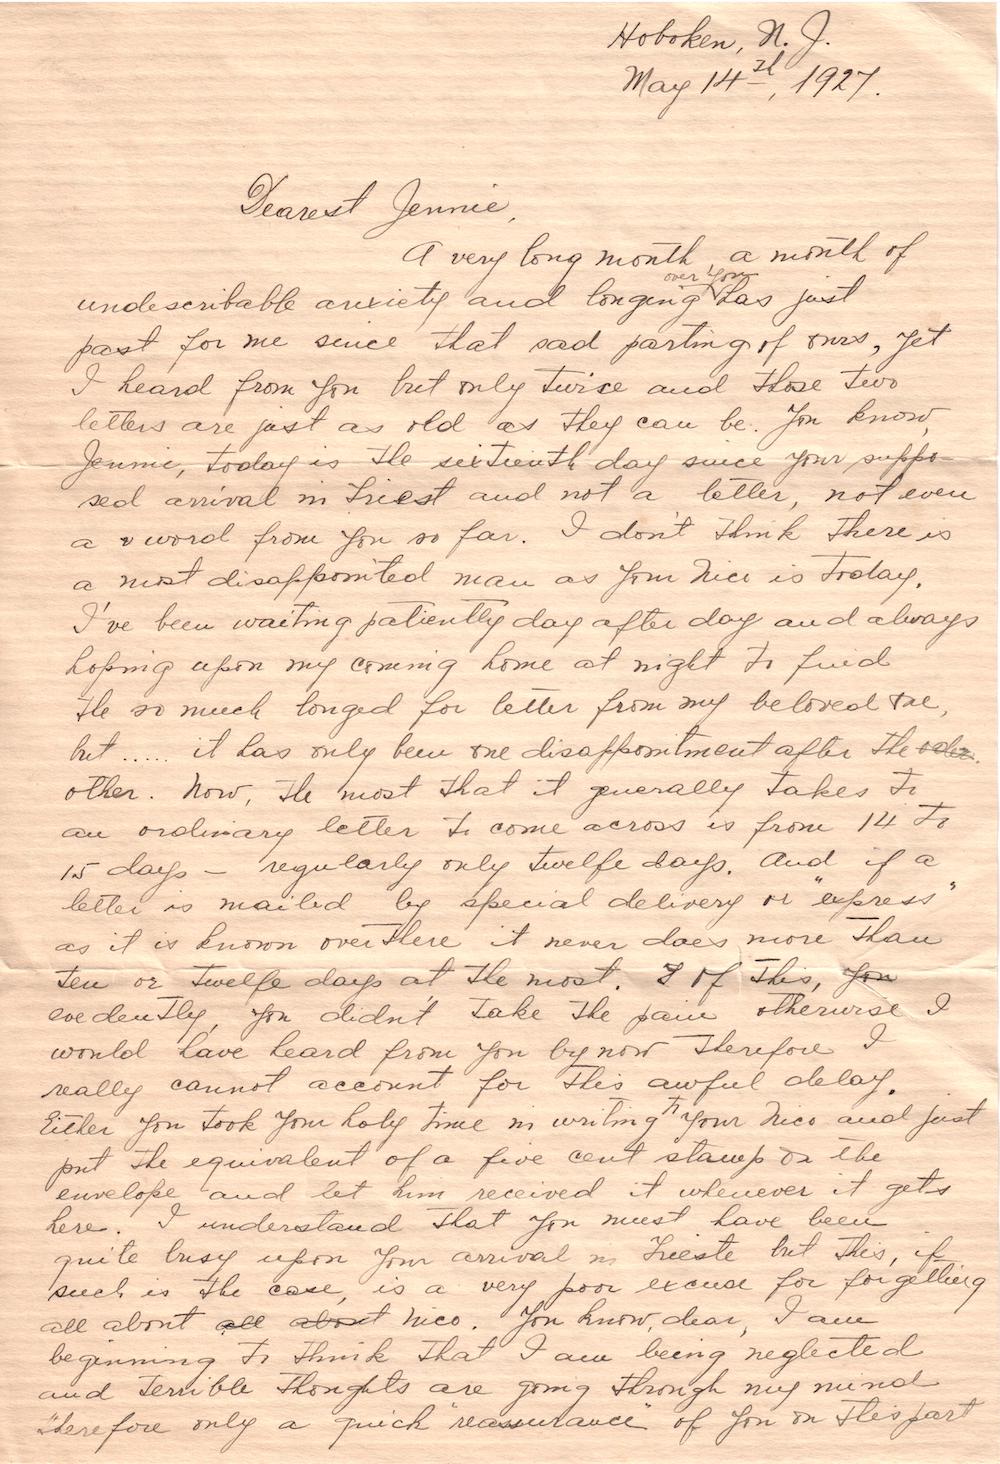 Hoboken, N. J.
May 14th, 1927.
Dearest Jennie,
A very long month, a month of
undescribable anxiety and longing over you has just
past for me since that sad parting of ours, yet
I heard from you but only twice and those two
letters are just as old as they can be. You know,
Jennie, today is the sixteenth day since your suppo-
sed arrival in Triest and not a letter, not even
a word from you so far. I don't think there is
a most disappointed man as your Nico is today.
I've been waiting patiently day after day and always
hoping upon my coming home at night to find
the so much longed for letter from my beloved one,
but ..... it has only been one disappointment after the
other. Now, the most that it generally takes to
an ordinary letter to come across is from 14 to
15 days – regularly only twelfe days. And if a
letter is mailed by special delivery or "express"
as it is known over there it never does more than
ten or twelfe days at the most. Of this, you
evedently, you didn't take the pain otherwise I
would have heard from you by now therefore I
really cannot account for this awful delay.
Either you took your holy time in writing to your Nico and just
put the equivalent of a five cent stamp on the
envelope and let him received it whenever it gets
here. I understand that you must have been
quite busy upon your arrival in Trieste but this, if
such is the case, is a very poor excuse for forgetting
all about all about Nico. You know, dear, I am
beginning to think that I am being neglected
and terrible thoughts are going through my mind
therefore only a quick "reassurance" of you on this part